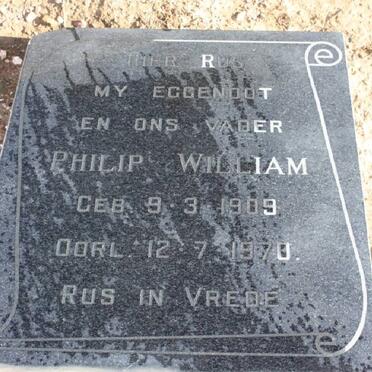 HIER RUS
MY EGGENOOT
EN ONS VADER
PHILIP WILLIAM
GEB. 9-3-1909
OORL. 12-7-1970.
RUS IN VREDE